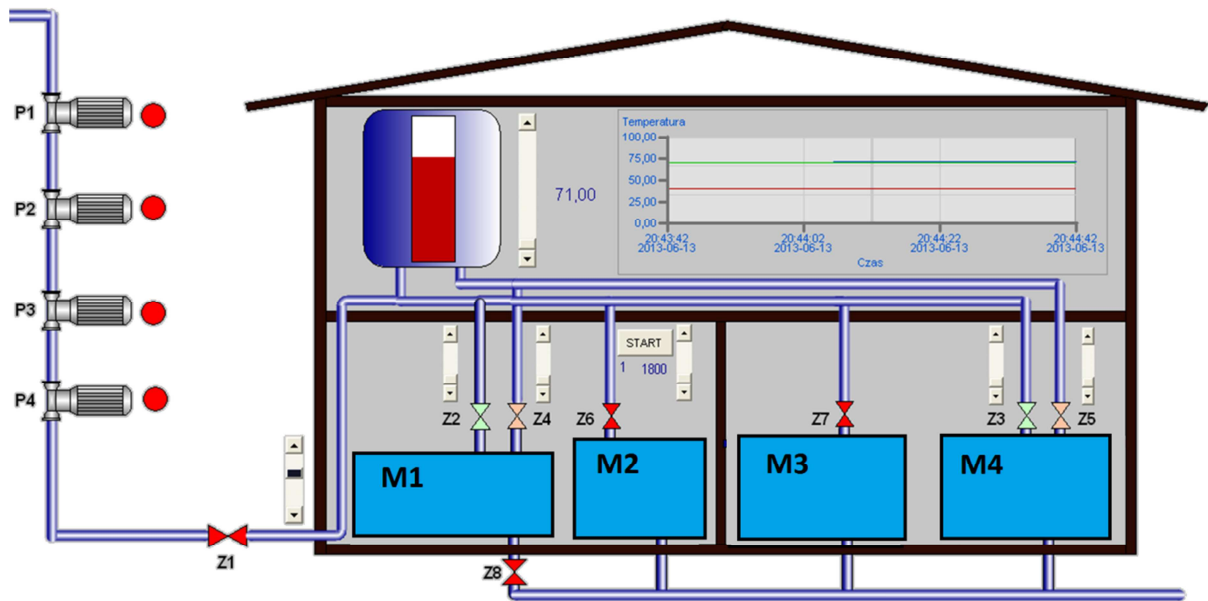 P1
P2
P3
P4
Temperatura
100,00
75,00
50,00
25,00
0,00
20:43:42
2013-06-13
20:44:02
2013-06-13
20:44:22
2013-06-13
20:44:42
2013-06-13
Czas
71,00
START
1 1800
Z2
Z4
Z6
Z7
Z3
Z5
M1
M2
M3
M4
Z1
Z8